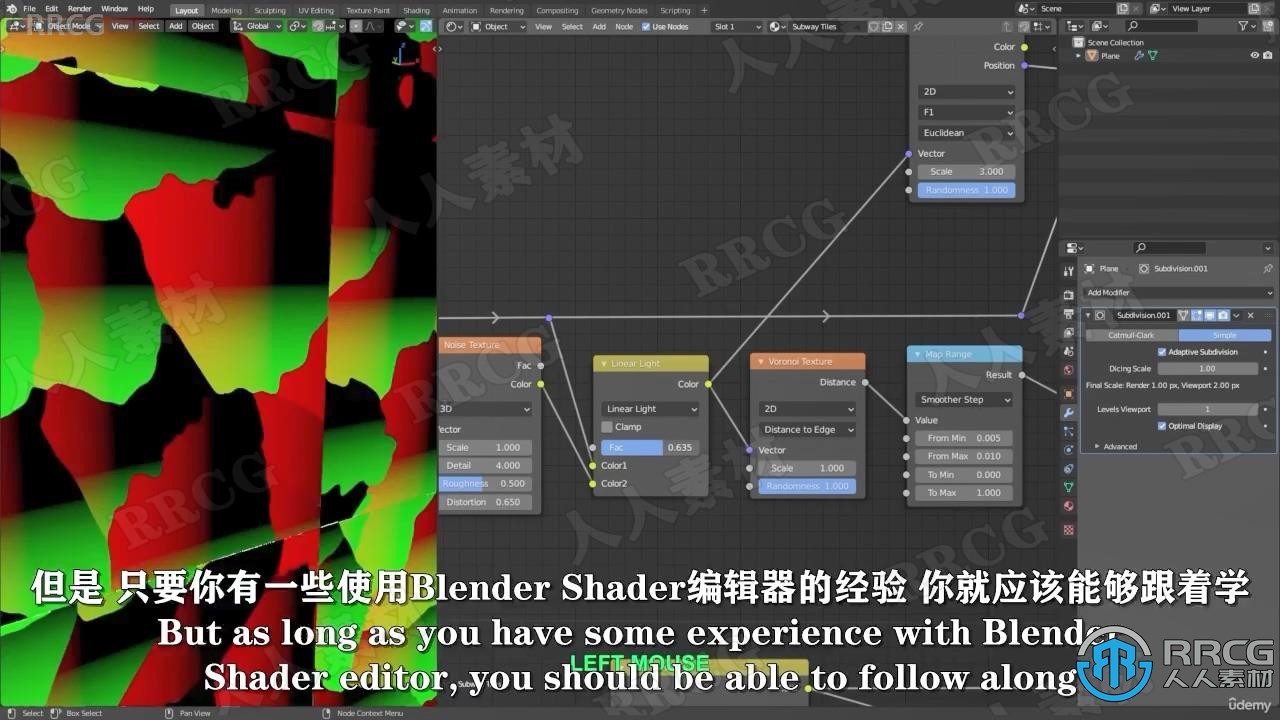 File Edit Render Window Help Layout Modeling Sculpting UV Editing Texture Paint Shading Animation Rendering Compositing Geometry Nodes Scripting + Scene View Layer
Object Mode View Select Add Object Global Object View Select Add Node Use Nodes Slot 1 Subway Tiles
RRCG
Scene Collection
Plane
Color
Position
2D
F1
Euclidean
Vector
Scale 3.000
Randomness 1.000
Plane Subdivision.001
Add Modifier
Subdivision.001
Catmull-Clark Simple
Adaptive Subdivision
Dicing Scale 1.00
Final Scale: Render 1.00 px, Viewport 2.00 px
Levels Viewport 1
Optimal Display
Advanced
Noise Texture
Fac
Color
3D
ector
Scale 1.000
Detail 4.000
Roughness 0.500
Distortion 0.650
Linear Light
Color
Linear Light
Clamp
Fac 0.635
Color1
Color2
Voronoi Texture
Distance
2D
Distance to Edge
Vector
Scale 1.000
Randomness 1.000
Map Range
Result
Smoother Step
Value
From Min 0.005
From Max 0.010
To Min 0.000
To Max 1.000
但是 只要你有一些使用Blender Shader编辑器的经验 你就应该能够跟着学
But as long as you have some experience with Blender
LEFT MOUSE
Shader editor, you should be able to follow along
RRCG
人人素材
ûdemy
Select Box Select Pan View Node Context Menu